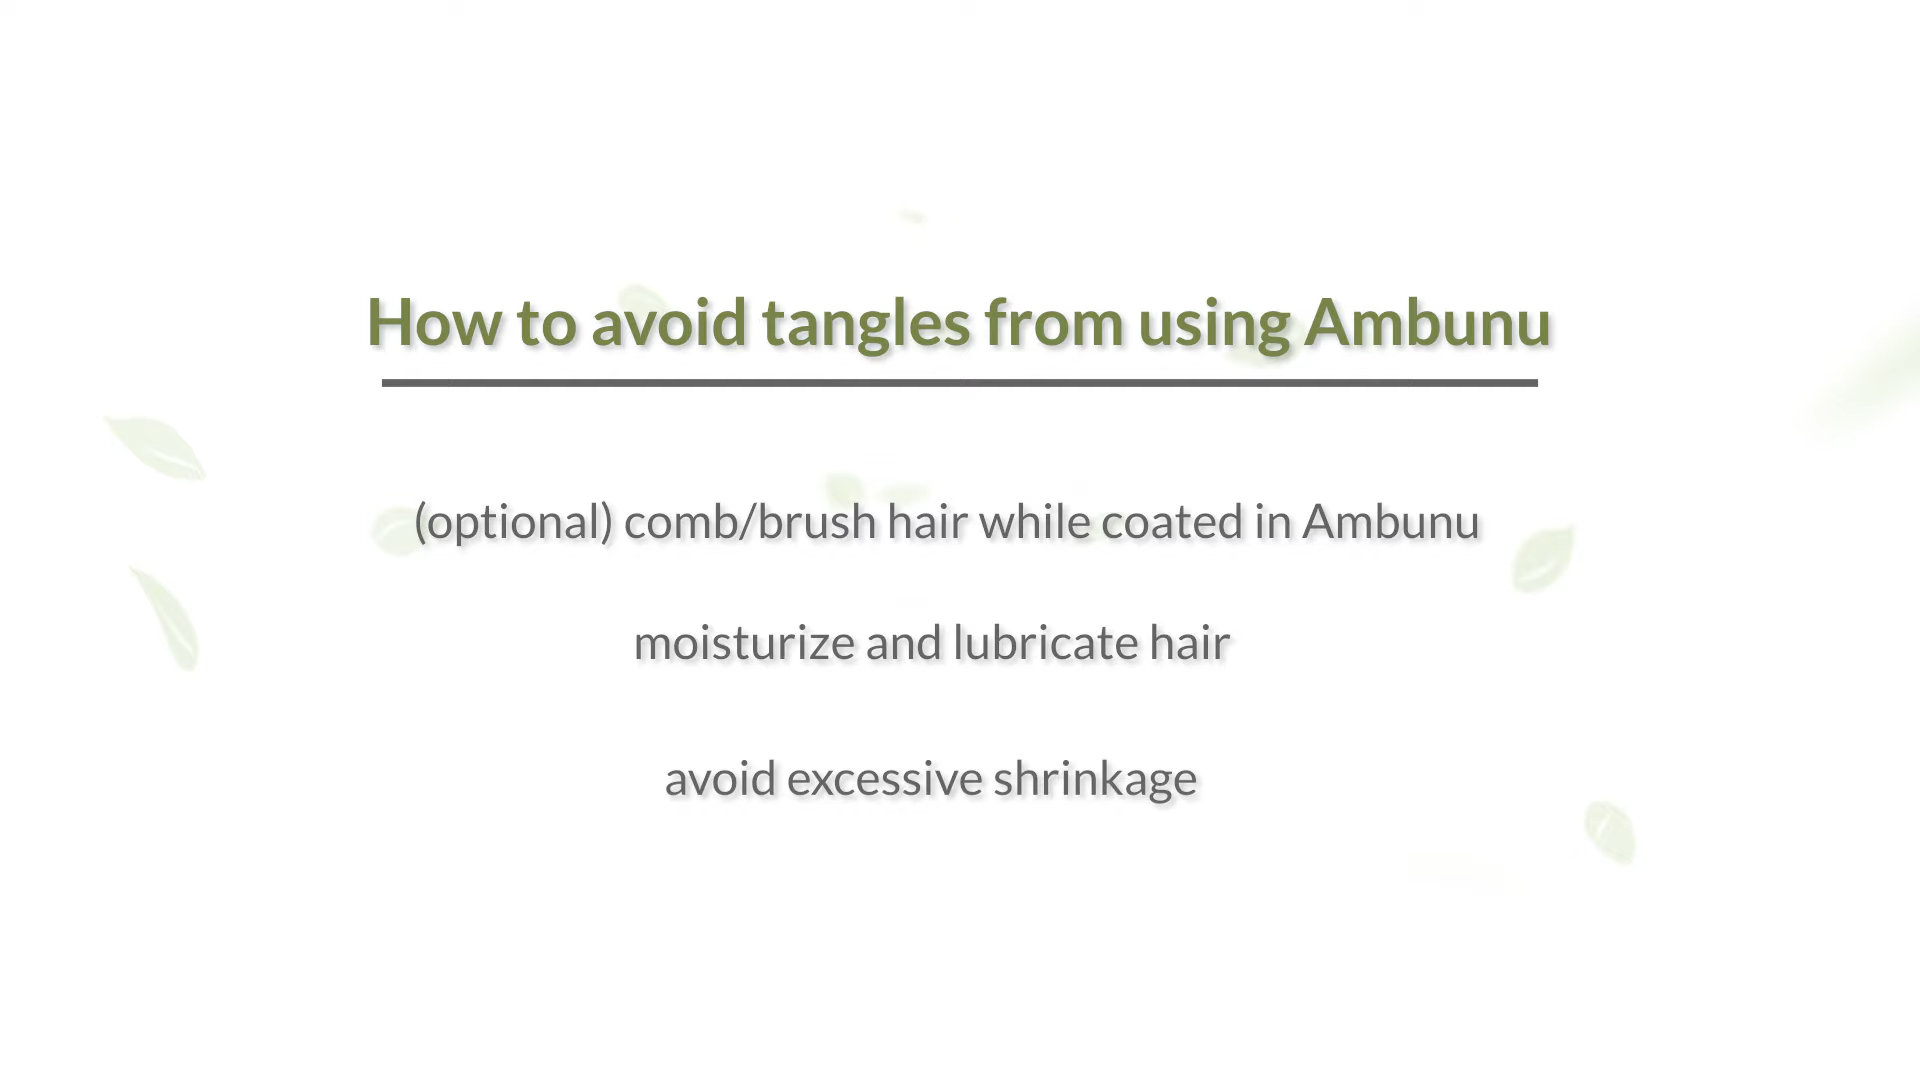 How to avoid tangles from using Ambunu
(optional) comb/brush hair while coated in Ambunu
moisturize and lubricate hair
avoid excessive shrinkage